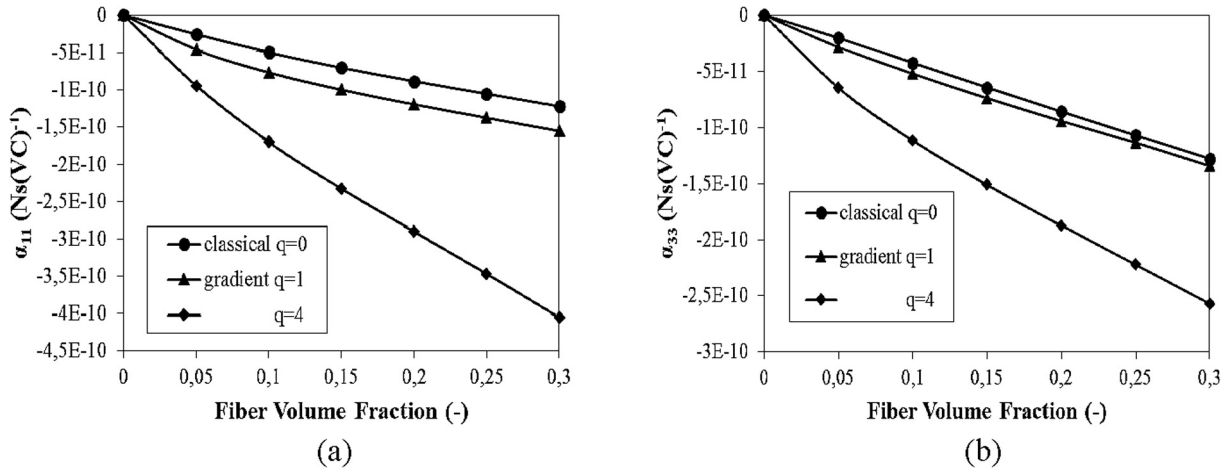 0
-5E-11
-1E-10
-1,5E-10
-2E-10
-2,5E-10
-3E-10
-3,5E-10
-4E-10
-4,5E-10
α₁₁ (Ns(VC)⁻¹)
classical q=0
gradient q=1
q=4
0 0,05 0,1 0,15 0,2 0,25 0,3
Fiber Volume Fraction (-)
(a)
0
-5E-11
-1E-10
-1,5E-10
-2E-10
-2,5E-10
-3E-10
α₃₃ (Ns(VC)⁻¹)
classical q=0
gradient q=1
q=4
0 0,05 0,1 0,15 0,2 0,25 0,3
Fiber Volume Fraction (-)
(b)